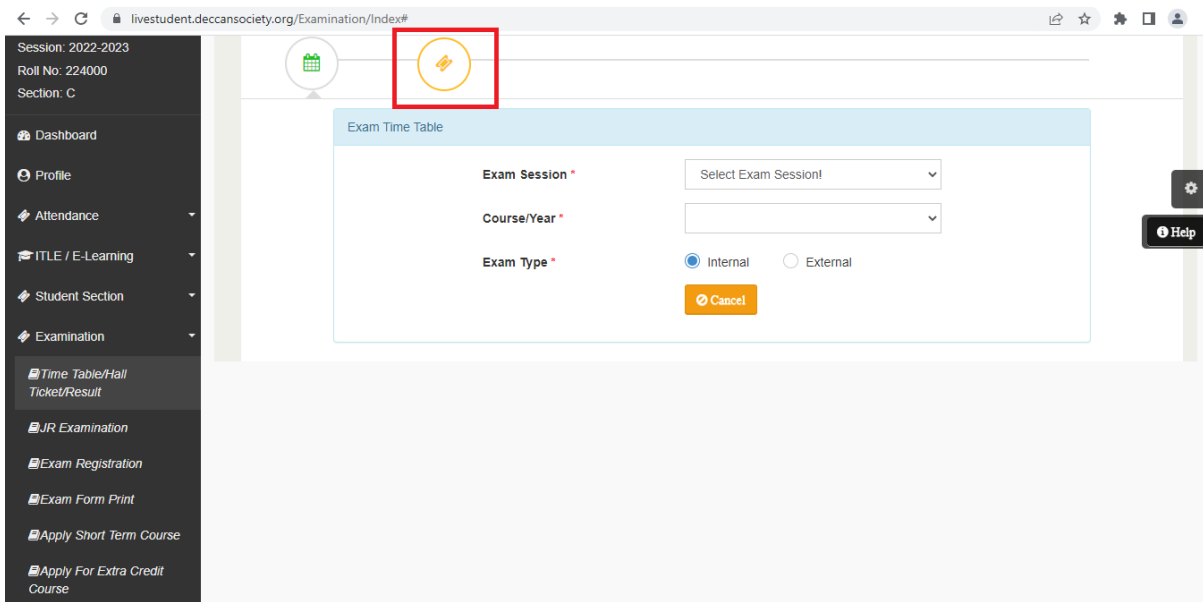 livestudent.deccansociety.org/Examination/Index#
Session: 2022-2023
Roll No: 224000
Section: C
Dashboard
Profile
Attendance
ITLE / E-Learning
Student Section
Examination
Time Table/Hall
Ticket/Result
JR Examination
Exam Registration
Exam Form Print
Apply Short Term Course
Apply For Extra Credit
Course
Exam Time Table
Exam Session *
Select Exam Session!
Course/Year *
Exam Type *
Internal
External
Cancel
Help